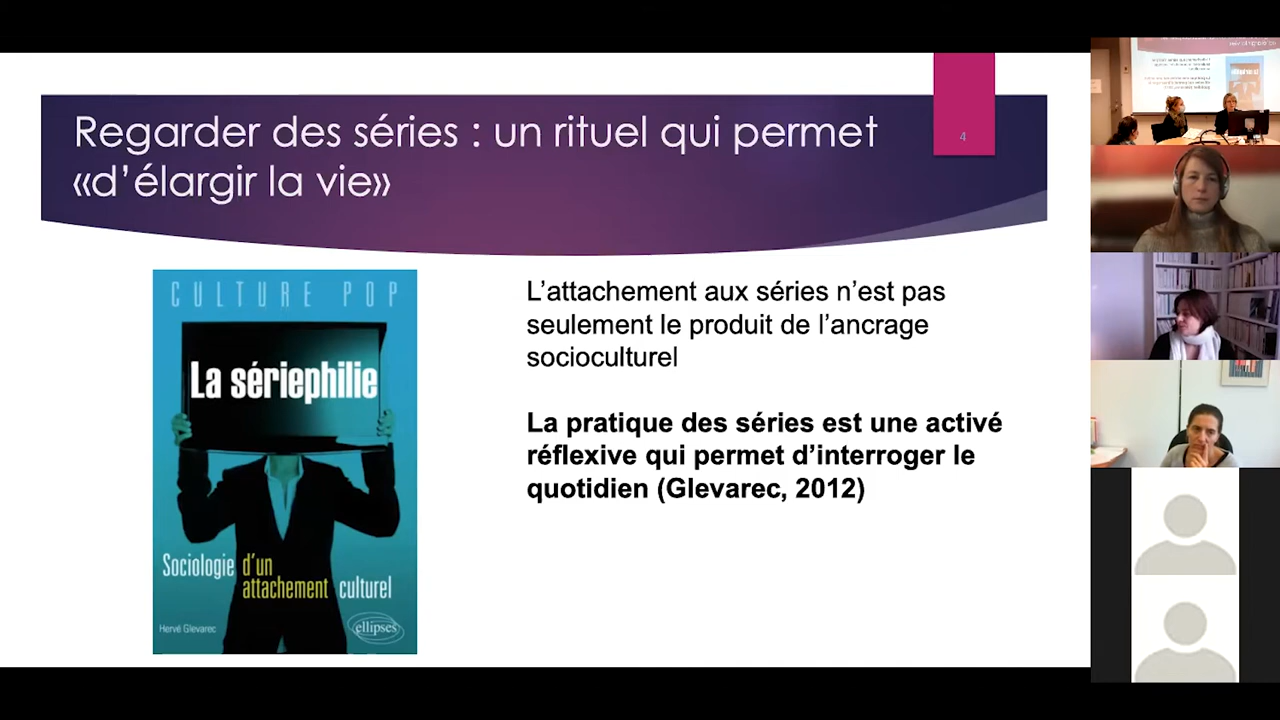 Regarder des séries : un rituel qui permet
«d’élargir la vie»
4
CULTURE POP
La sériephilie
Sociologie d’un
attachement culturel
Hervé Glevarec
ellipses
L’attachement aux séries n’est pas
seulement le produit de l’ancrage
socioculturel
La pratique des séries est une activé
réflexive qui permet d’interroger le
quotidien (Glevarec, 2012)